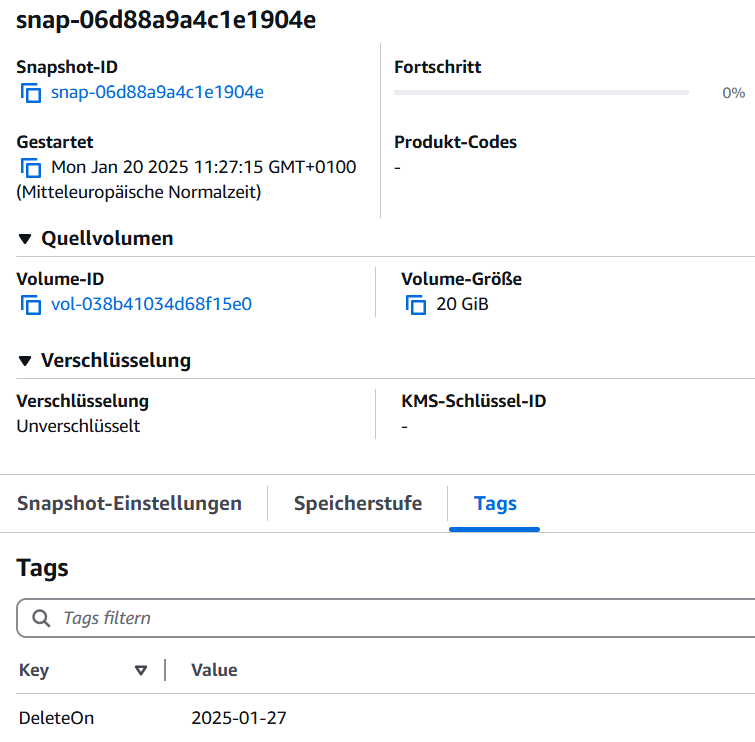 snap-06d88a9a4c1e1904e
Snapshot-ID
snap-06d88a9a4c1e1904e
Fortschritt
0%
Gestartet
Mon Jan 20 2025 11:27:15 GMT+0100
(Mitteleuropäische Normalzeit)
Produkt-Codes
-
Quellvolumen
Volume-ID
vol-038b41034d68f15e0
Volume-Größe
20 GiB
Verschlüsselung
Verschlüsselung
Unverschlüsselt
KMS-Schlüssel-ID
-
Snapshot-Einstellungen
Speicherstufe
Tags
Tags
Tags filtern
Key
Value
DeleteOn
2025-01-27